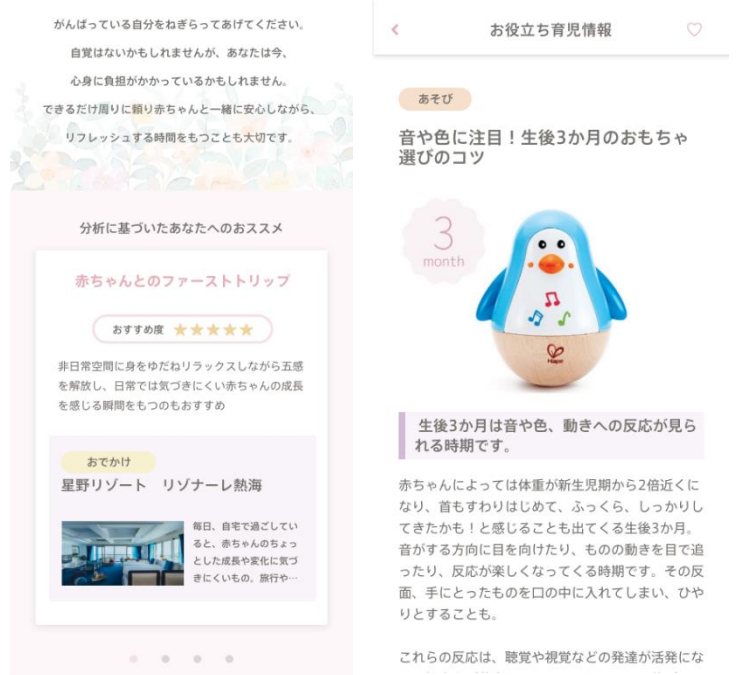 がんばっている自分をねぎらってあげてください。
自覚はないかもしれませんが、あなたは今、
心身に負担がかかっているかもしれません。
できるだけ周りに頼り赤ちゃんと一緒に安心しながら、
リフレッシュする時間をもつことも大切です。
分析に基づいたあなたへのおススメ
赤ちゃんとのファーストトリップ
おすすめ度 ★★★★★
非日常空間に身をゆだねリラックスしながら五感
を解放し、日常では気づきにくい赤ちゃんの成長
を感じる瞬間をもつのもおすすめ
おでかけ
星野リゾート リゾナーレ熱海
毎日、自宅で過ごしてい
ると、赤ちゃんのちょっ
とした成長や変化に気づ
きにくいもの。旅行や…
お役立ち育児情報
あそび
音や色に注目！生後3か月のおもちゃ
選びのコツ
3
month
Hape
生後3か月は音や色、動きへの反応が見ら
れる時期です。
赤ちゃんによっては体重が新生児期から2倍近くに
なり、首もすわりはじめて、ふっくら、しっかりし
てきたかも！と感じることも出てくる生後3か月。
音がする方向に目を向けたり、ものの動きを目で追
ったり、反応が楽しくなってくる時期です。その反
面、手にとったものを口の中に入れてしまい、ひや
りとすることも。
これらの反応は、聴覚や視覚などの発達が活発にな